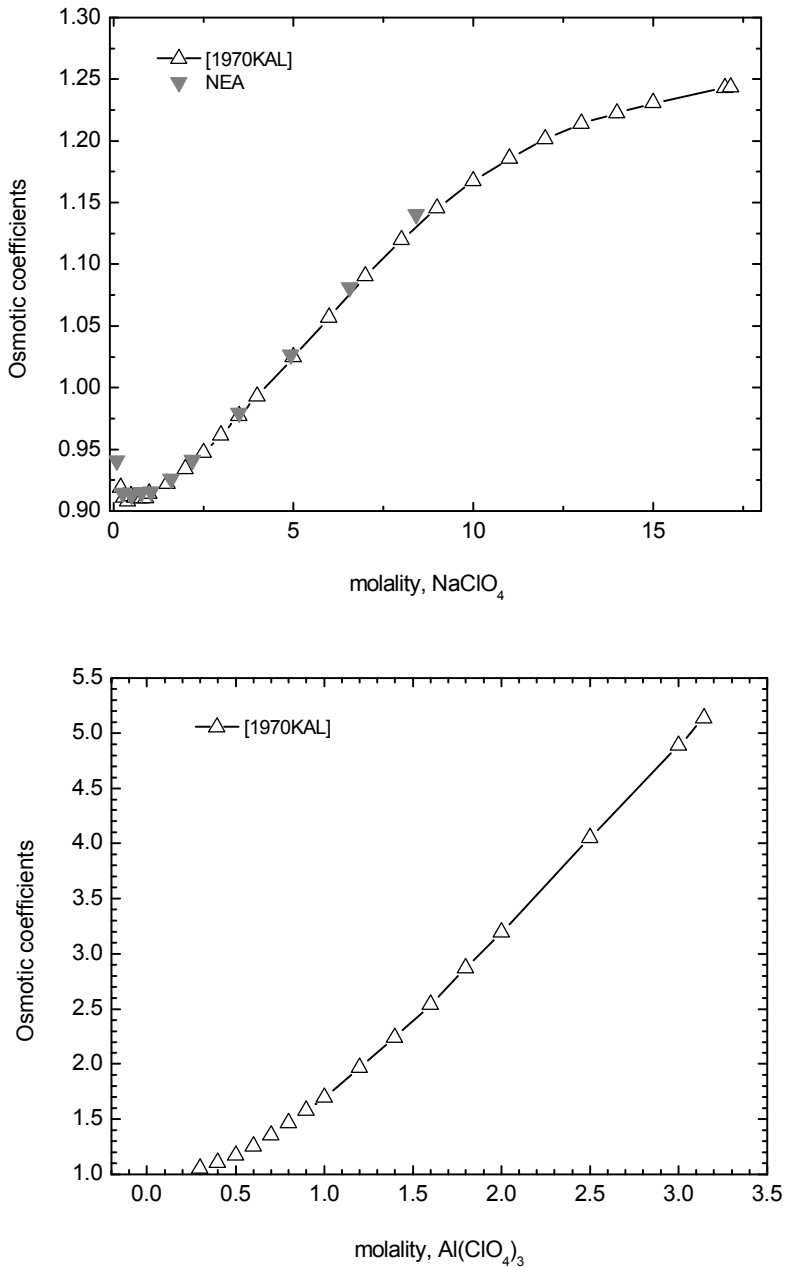 1.30
1.25
1.20
1.15
1.10
1.05
1.00
0.95
0.90
Osmotic coefficients
[1970KAL]
NEA
0 5 10 15
molality, NaClO₄
5.5
5.0
4.5
4.0
3.5
3.0
2.5
2.0
1.5
1.0
Osmotic coefficients
[1970KAL]
0.0 0.5 1.0 1.5 2.0 2.5 3.0 3.5
molality, Al(ClO₄)₃